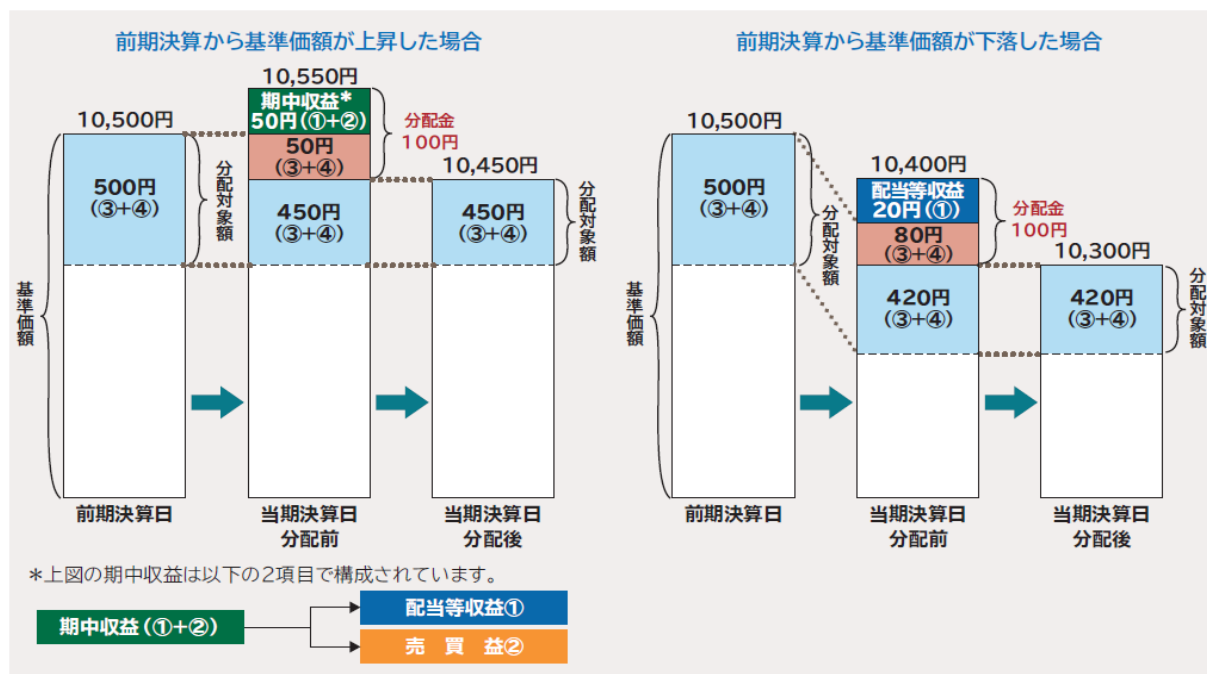 前期決算から基準価額が上昇した場合
10,500円
500円
(③+④)
分配対象額
基準価額
前期決算日
10,550円
期中収益*
50円(①+②)
50円
(③+④)
450円
(③+④)
分配金
100円
当期決算日
分配前
10,450円
450円
(③+④)
分配対象額
当期決算日
分配後
前期決算から基準価額が下落した場合
10,500円
500円
(③+④)
分配対象額
基準価額
前期決算日
10,400円
配当等収益
20円(①)
80円
(③+④)
420円
(③+④)
分配金
100円
当期決算日
分配前
10,300円
420円
(③+④)
分配対象額
当期決算日
分配後
*上図の期中収益は以下の2項目で構成されています。
期中収益(①+②)
配当等収益①
売 買 益②